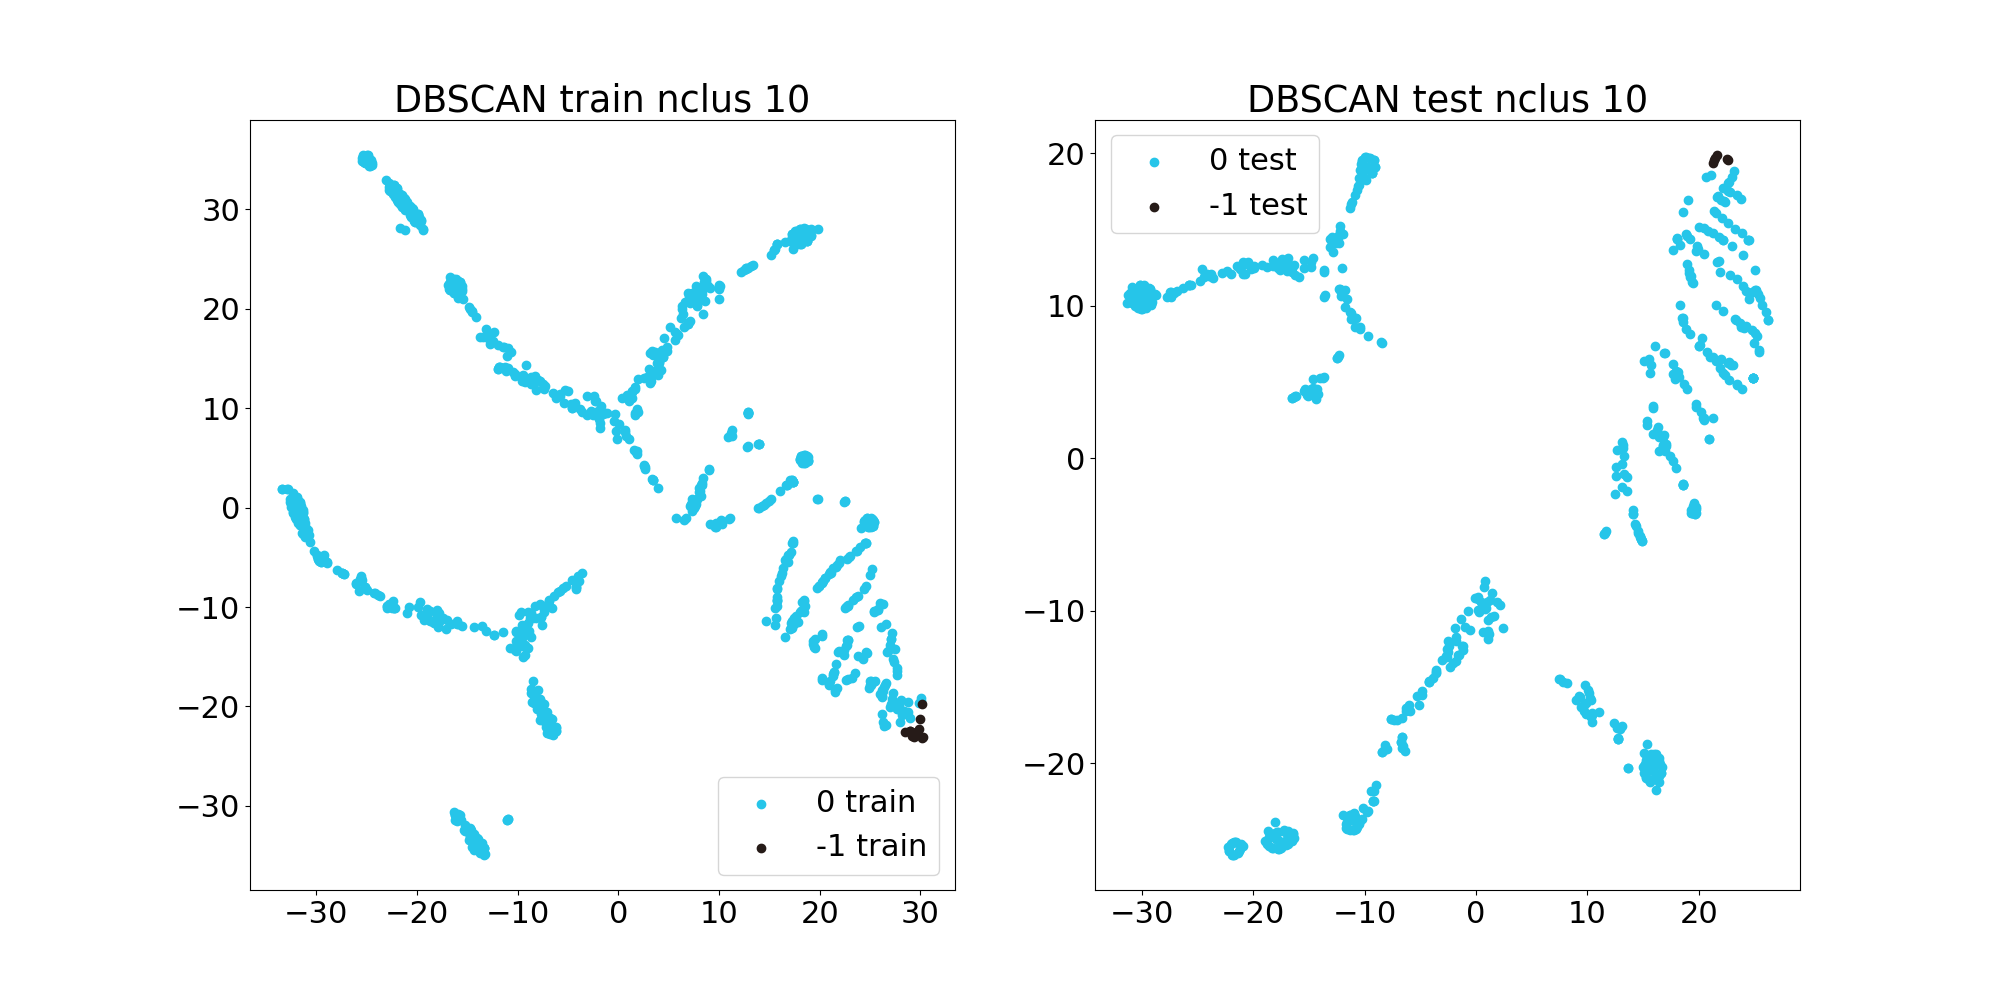 DBSCAN train nclus 10
30
20
10
0
−10
−20
−30
−30 −20 −10 0 10 20 30
0 train
-1 train
DBSCAN test nclus 10
20
10
0
−10
−20
−30 −20 −10 0 10 20
0 test
-1 test